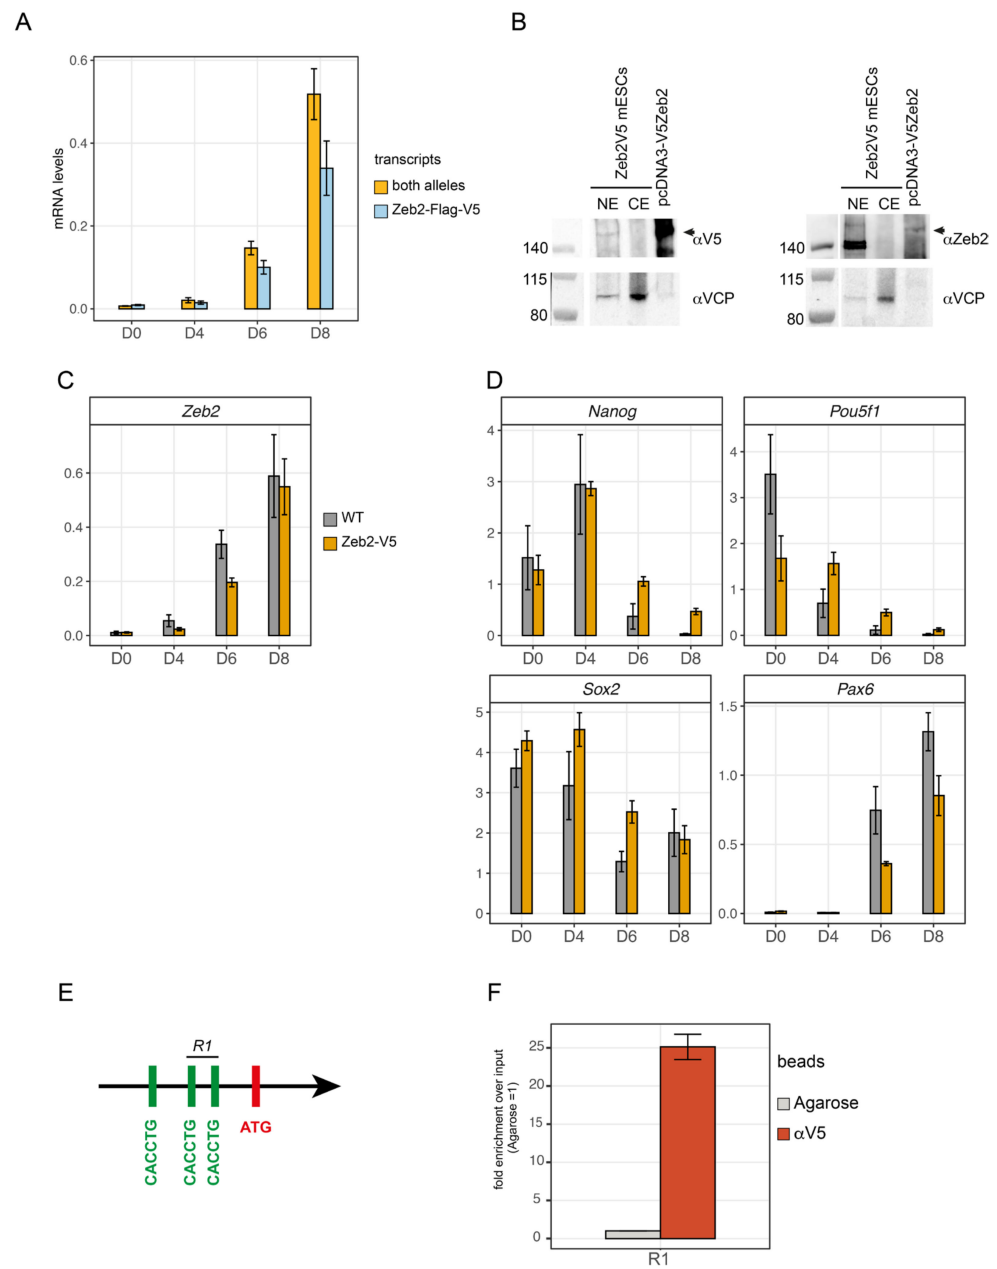 A
mRNA levels
0.6
0.4
0.2
0.0
D0 D4 D6 D8
transcripts
both alleles
Zeb2-Flag-V5
B
Zeb2V5 mESCs
pcDNA3-V5Zeb2
NE CE
140
αV5
115
80
αVCP
Zeb2V5 mESCs
pcDNA3-V5Zeb2
NE CE
140
αZeb2
115
80
αVCP
C
Zeb2
0.6
0.4
0.2
0.0
D0 D4 D6 D8
WT
Zeb2-V5
D
Nanog
4
3
2
1
0
D0 D4 D6 D8
Pou5f1
4
3
2
1
0
D0 D4 D6 D8
Sox2
5
4
3
2
1
0
D0 D4 D6 D8
Pax6
1.5
1.0
0.5
0.0
D0 D4 D6 D8
E
R1
CACCTG
CACCTG
CACCTG
ATG
F
fold enrichment over input
(Agarose =1)
25
20
15
10
5
0
R1
beads
Agarose
αV5